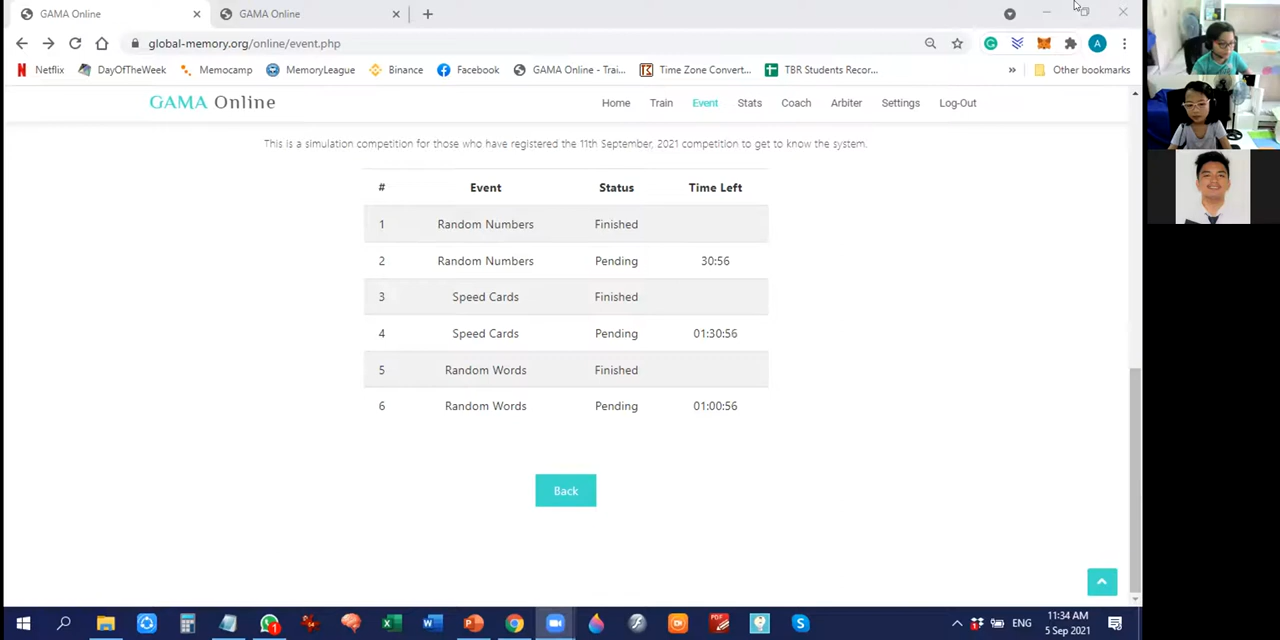 GAMA Online
GAMA Online
global-memory.org/online/event.php
A
Netflix DayOfTheWeek Memocamp MemoryLeague Binance Facebook GAMA Online - Trai... Time Zone Convert... TBR Students Recor... » Other bookmarks
GAMA Online
Home Train Event Stats Coach Arbiter Settings Log-Out
This is a simulation competition for those who have registered the 11th September, 2021 competition to get to know the system.
# Event Status Time Left
1 Random Numbers Finished
2 Random Numbers Pending 30:56
3 Speed Cards Finished
4 Speed Cards Pending 01:30:56
5 Random Words Finished
6 Random Words Pending 01:00:56
Back
ENG
11:34 AM
5 Sep 2021